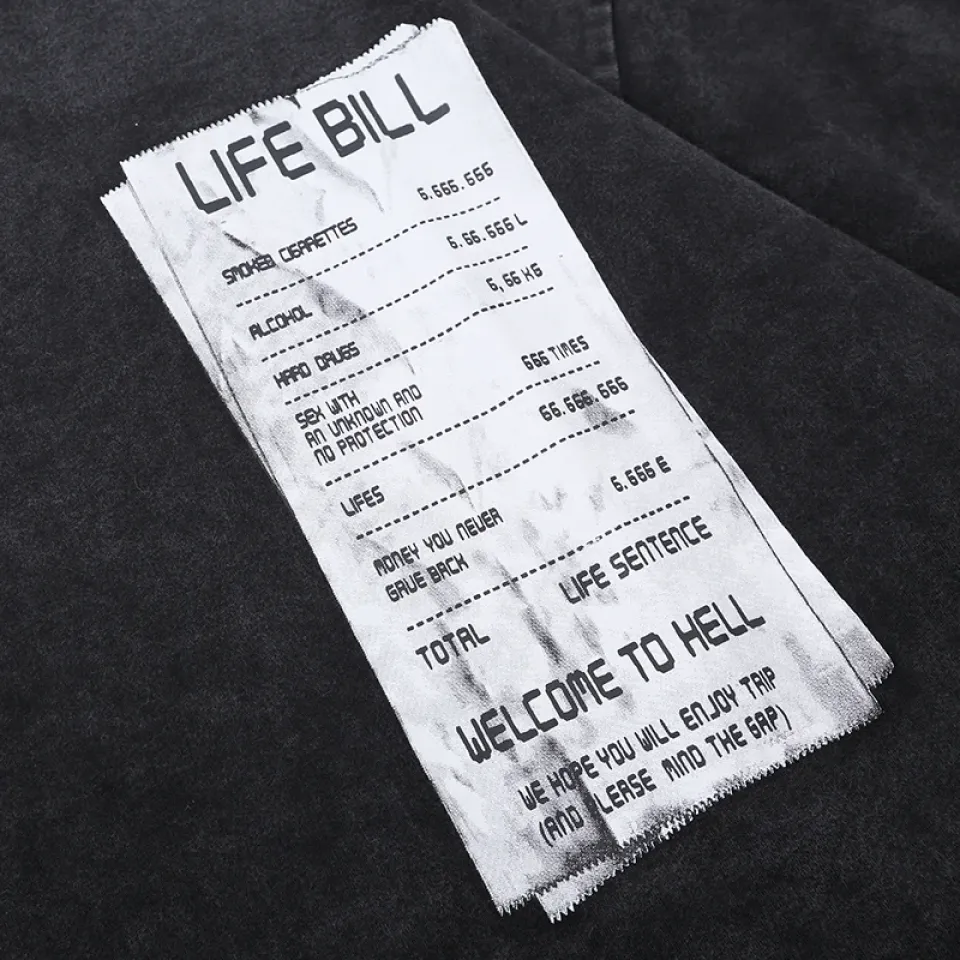 LIFE BILL
SMOKED CIGARETTES 6.666.666
ALCOHOL 6.66.666 L
HARD DRUGS 6,66 KG
SEX WITH
AN UNKNOWN AND
NO PROTECTION 666 TIMES
LIFES 66.666.666
MONEY YOU NEVER
GAVE BACK 6.666 E
TOTAL LIFE SENTENCE
WELCOME TO HELL
WE HOPE YOU WILL ENJOY TRIP
(AND PLEASE MIND THE GAP)